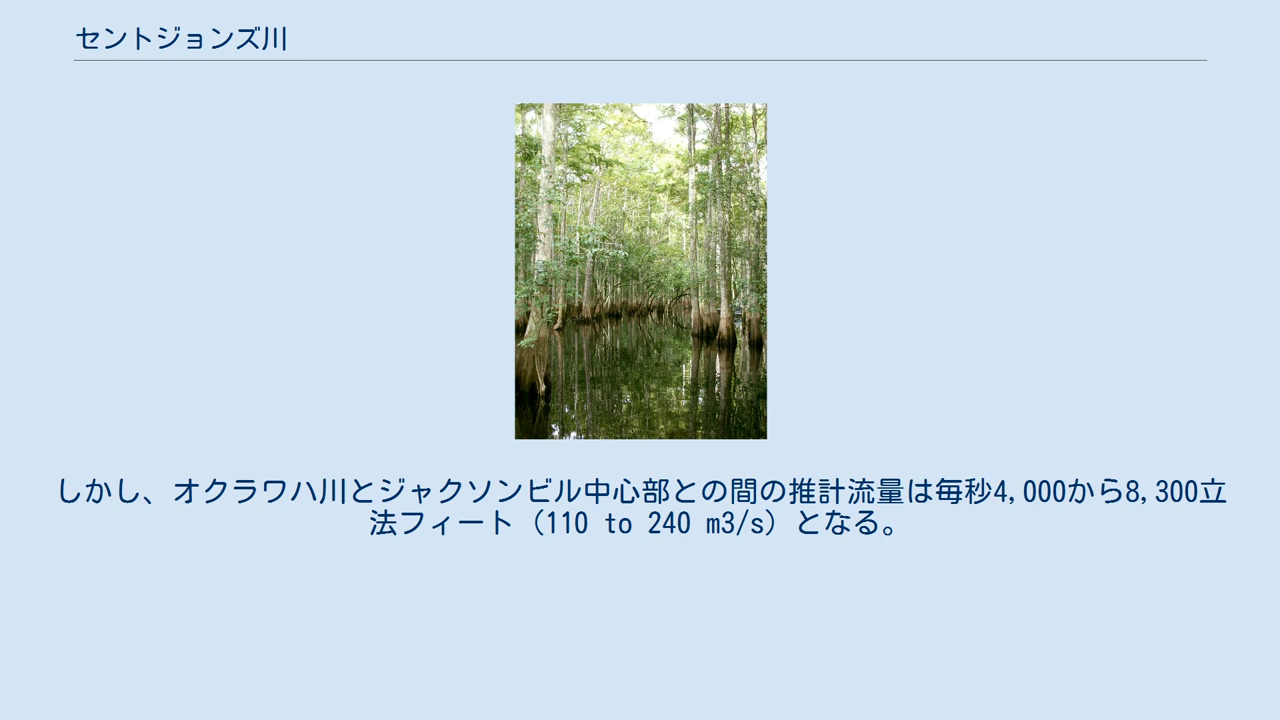 セントジョンズ川
しかし、オクラワハ川とジャクソンビル中心部との間の推計流量は毎秒4,000から8,300立
法フィート（110 to 240 m3/s）となる。